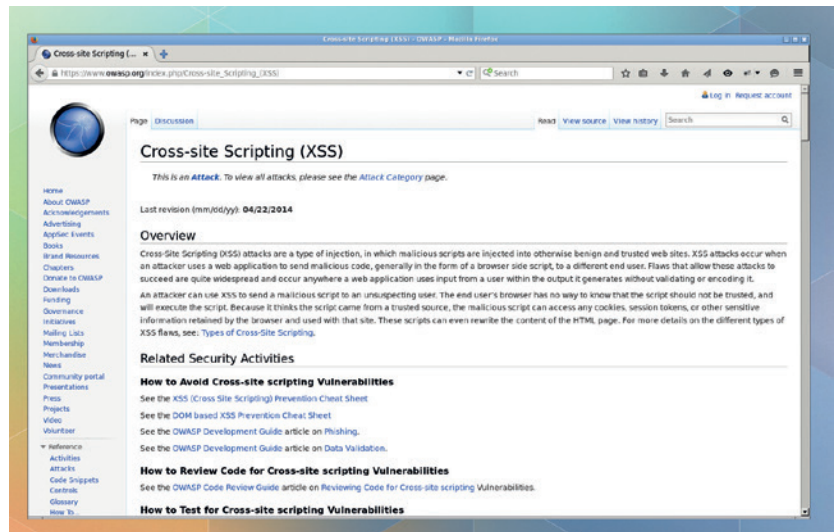 Cross-site Scripting (XSS) - OWASP - Mozilla Firefox
Cross-site Scripting (...
https://www.owasp.org/index.php/Cross-site_Scripting_(XSS)
Search
Log in Request account
Page Discussion
Read View source View history Search
Cross-site Scripting (XSS)
This is an Attack. To view all attacks, please see the Attack Category page.
Last revision (mm/dd/yy): 04/22/2014
Overview
Cross-Site Scripting (XSS) attacks are a type of injection, in which malicious scripts are injected into otherwise benign and trusted web sites. XSS attacks occur when
an attacker uses a web application to send malicious code, generally in the form of a browser side script, to a different end user. Flaws that allow these attacks to
succeed are quite widespread and occur anywhere a web application uses input from a user within the output it generates without validating or encoding it.
An attacker can use XSS to send a malicious script to an unsuspecting user. The end user's browser has no way to know that the script should not be trusted, and
will execute the script. Because it thinks the script came from a trusted source, the malicious script can access any cookies, session tokens, or other sensitive
information retained by the browser and used with that site. These scripts can even rewrite the content of the HTML page. For more details on the different types of
XSS flaws, see: Types of Cross-Site Scripting.
Related Security Activities
How to Avoid Cross-site scripting Vulnerabilities
See the XSS (Cross Site Scripting) Prevention Cheat Sheet
See the DOM based XSS Prevention Cheat Sheet
See the OWASP Development Guide article on Phishing.
See the OWASP Development Guide article on Data Validation.
How to Review Code for Cross-site scripting Vulnerabilities
See the OWASP Code Review Guide article on Reviewing Code for Cross-site scripting Vulnerabilities.
How to Test for Cross-site scripting Vulnerabilities
Home
About OWASP
Acknowledgements
Advertising
AppSec Events
Books
Brand Resources
Chapters
Donate to OWASP
Downloads
Funding
Governance
Initiatives
Mailing Lists
Membership
Merchandise
News
Community portal
Presentations
Press
Projects
Video
Volunteer
Reference
Activities
Attacks
Code Snippets
Controls
Glossary
How To...